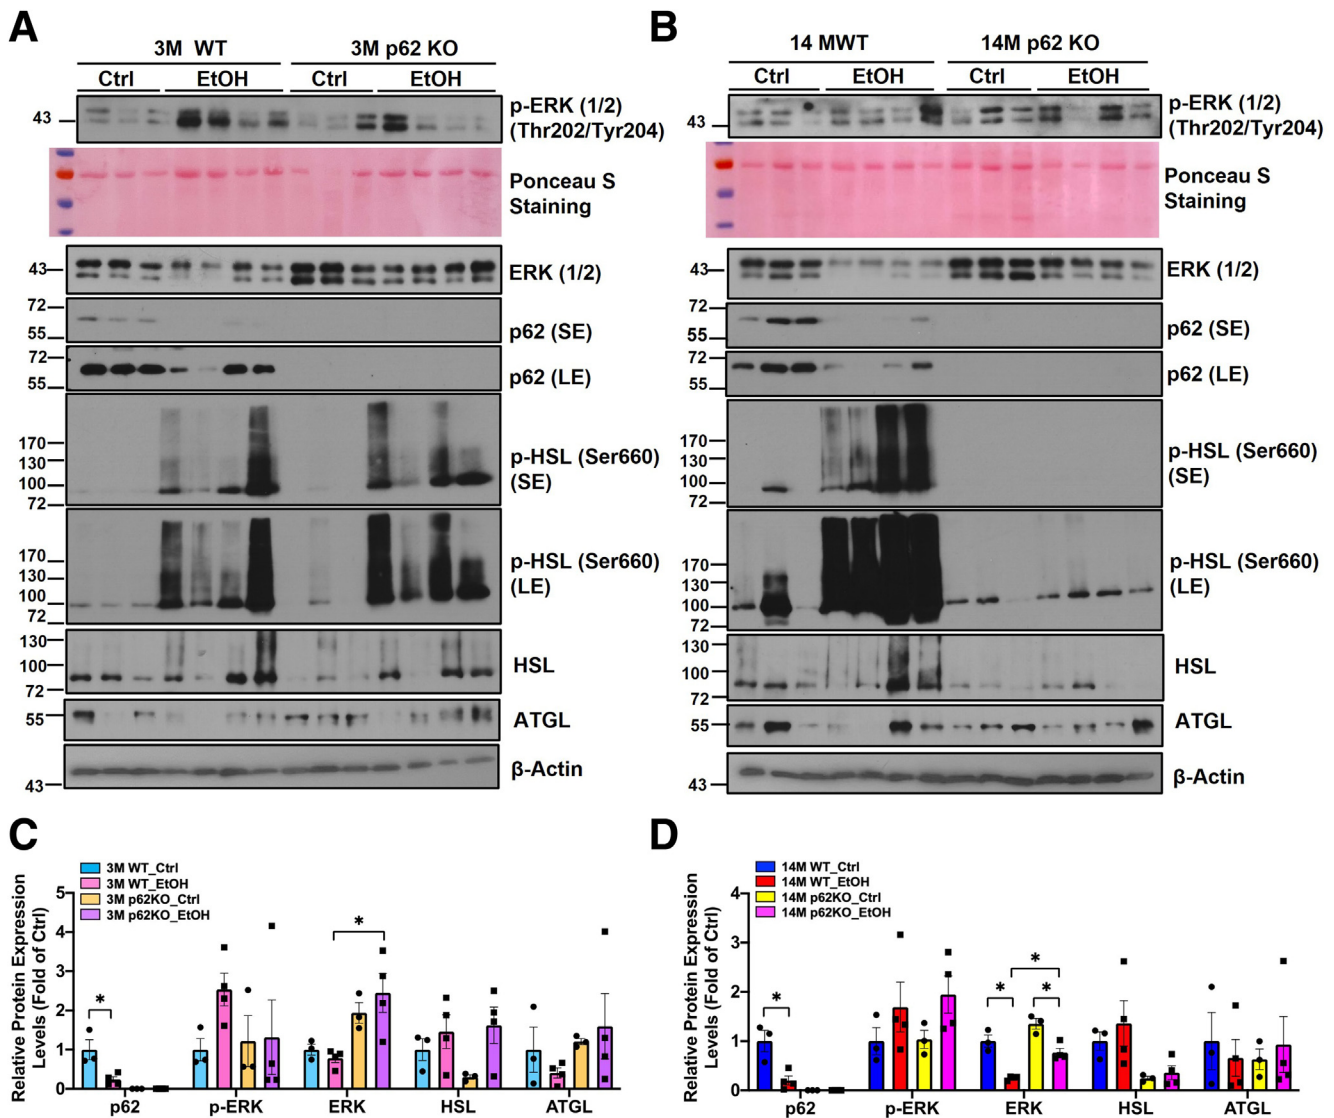 A
3M WT
3M p62 KO
Ctrl
EtOH
Ctrl
EtOH
43
p-ERK (1/2)
(Thr202/Tyr204)
Ponceau S
Staining
43
ERK (1/2)
72
55
p62 (SE)
72
55
p62 (LE)
170
130
100
72
p-HSL (Ser660)
(SE)
170
130
100
72
p-HSL (Ser660)
(LE)
130
100
72
HSL
55
ATGL
43
β-Actin
B
14 MWT
14M p62 KO
Ctrl
EtOH
Ctrl
EtOH
43
p-ERK (1/2)
(Thr202/Tyr204)
Ponceau S
Staining
43
ERK (1/2)
72
55
p62 (SE)
72
55
p62 (LE)
170
130
100
72
p-HSL (Ser660)
(SE)
170
130
100
72
p-HSL (Ser660)
(LE)
130
100
72
HSL
55
ATGL
43
β-Actin
C
3M WT_Ctrl
3M WT_EtOH
3M p62KO_Ctrl
3M p62KO_EtOH
Relative Protein Expression
Levels (Fold of Ctrl)
5
4
3
2
1
0
*
*
p62
p-ERK
ERK
HSL
ATGL
D
14M WT_Ctrl
14M WT_EtOH
14M p62KO_Ctrl
14M p62KO_EtOH
Relative Protein Expression
Levels (Fold of Ctrl)
4
3
2
1
0
*
*
*
*
p62
p-ERK
ERK
HSL
ATGL